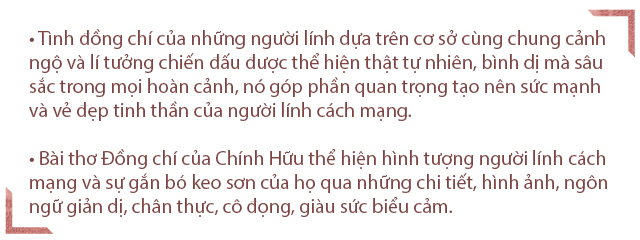 • Tình đồng chí của những người lính dựa trên cơ sở cùng chung cảnh
ngộ và lí tưởng chiến dấu dược thể hiện thật tự nhiên, bình dị mà sâu
sắc trong mọi hoàn cảnh, nó góp phần quan trọng tạo nên sức mạnh
và vẻ dẹp tinh thần của người lính cách mạng.
• Bài thơ Đồng chí của Chính Hữu thể hiện hình tượng người lính cách
mạng và sự gắn bó keo sơn của họ qua những chi tiết, hình ảnh, ngôn
ngữ giản dị, chân thực, cô dọng, giàu sức biểu cảm.